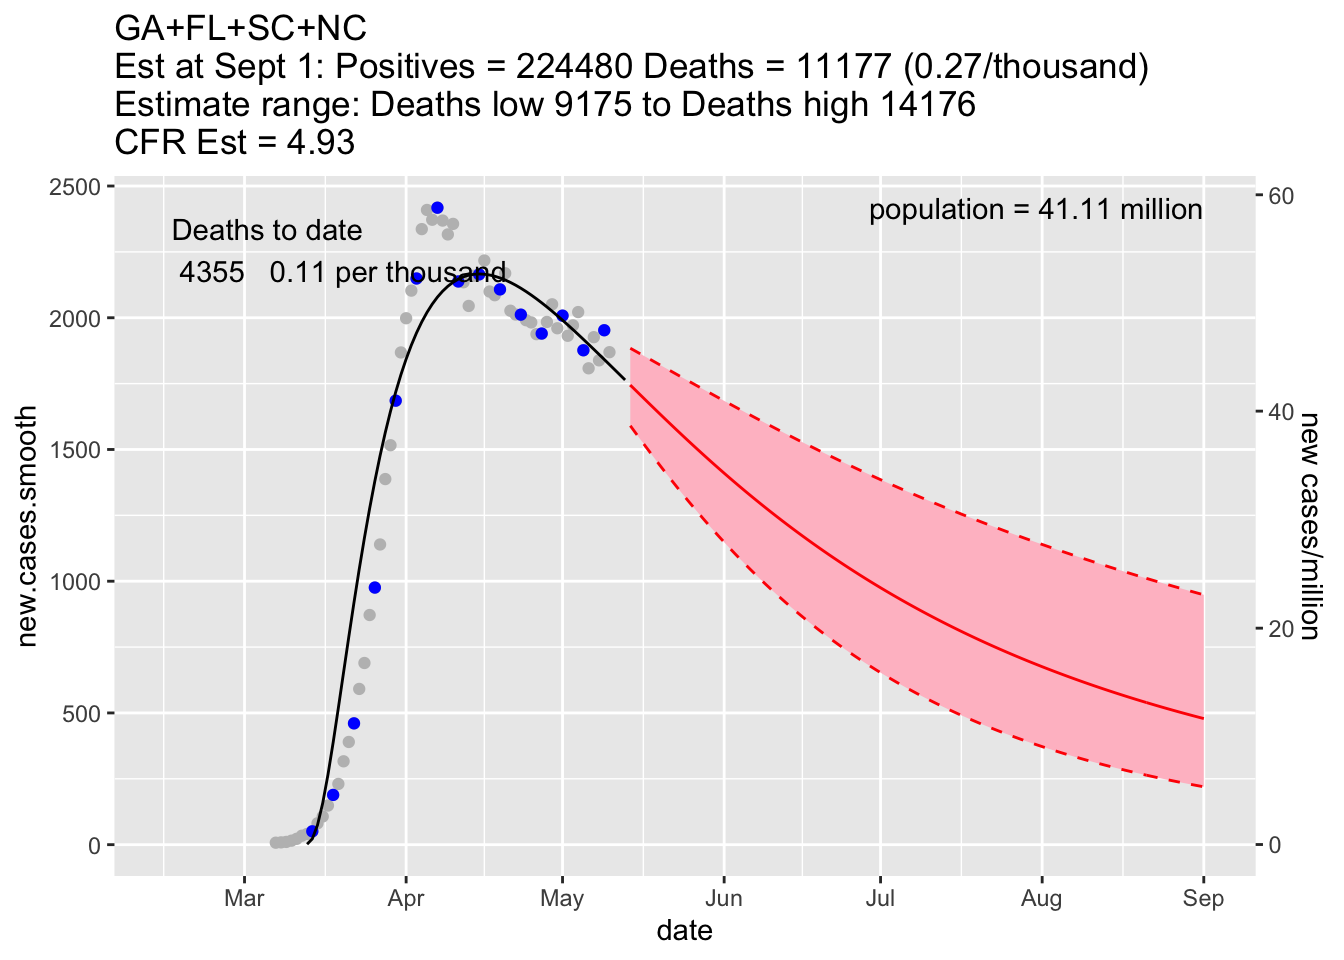 GA+FL+SC+NC
Est at Sept 1: Positives = 224480 Deaths = 11177 (0.27/thousand)
Estimate range: Deaths low 9175 to Deaths high 14176
CFR Est = 4.93
2500
2000
1500
1000
500
0
new.cases.smooth
Deaths to date
4355 0.11 per thousand
population = 41.11 million
60
40
20
0
new cases/million
Mar Apr May Jun Jul Aug Sep
date